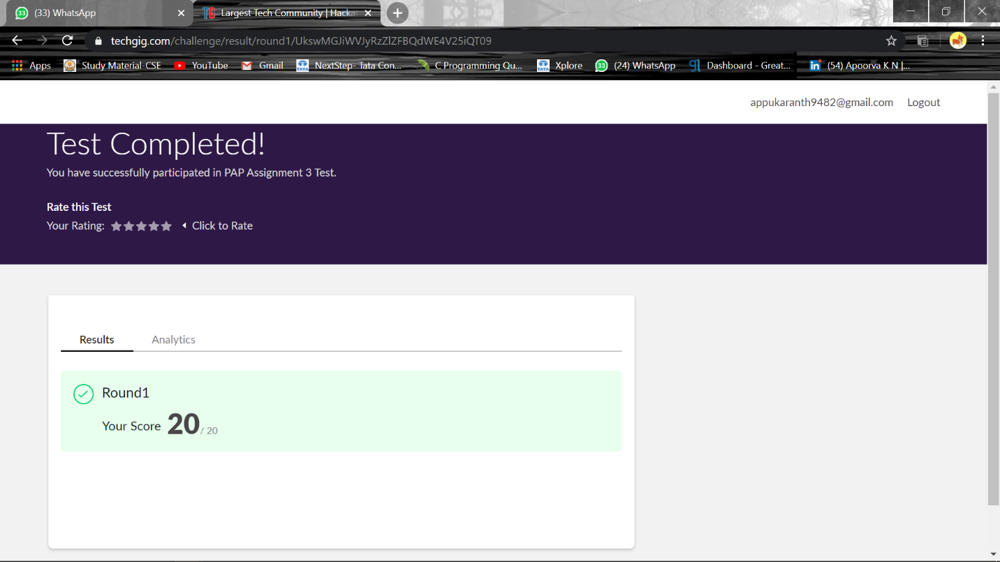 (33) WhatsApp
Largest Tech Community | Hacka
techgig.com/challenge/result/round1/UkswMGJiWVJyRzZlZFBQdWE4V25iQT09
Apps Study Material-CSE YouTube Gmail NextStep- Tata Con... C Programming Qu... Xplore (24) WhatsApp Dashboard - Great... (54) Apoorva K N |...
appukaranth9482@gmail.com Logout
Test Completed!
You have successfully participated in PAP Assignment 3 Test.
Rate this Test
Your Rating: Click to Rate
Results Analytics
Round1
Your Score 20 / 20